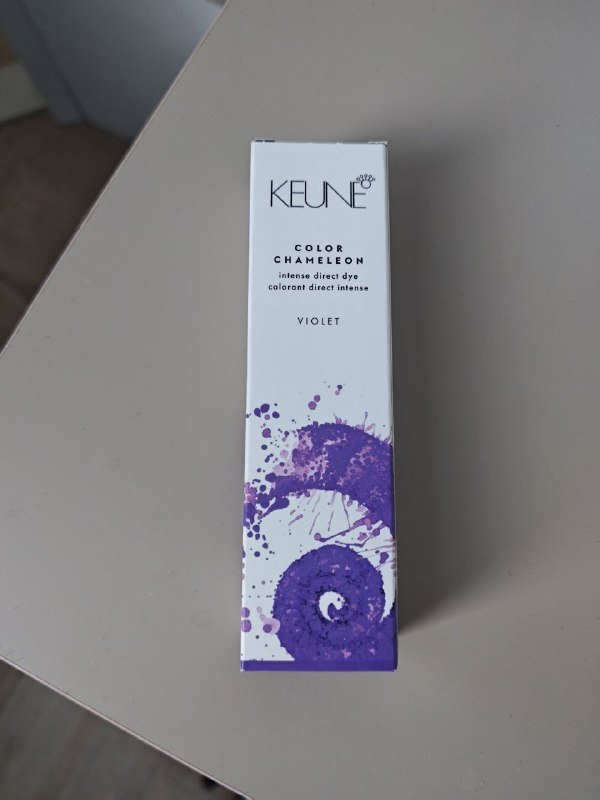 KEUNE
COLOR
CHAMELEON
intense direct dye
colorant direct intense
VIOLET